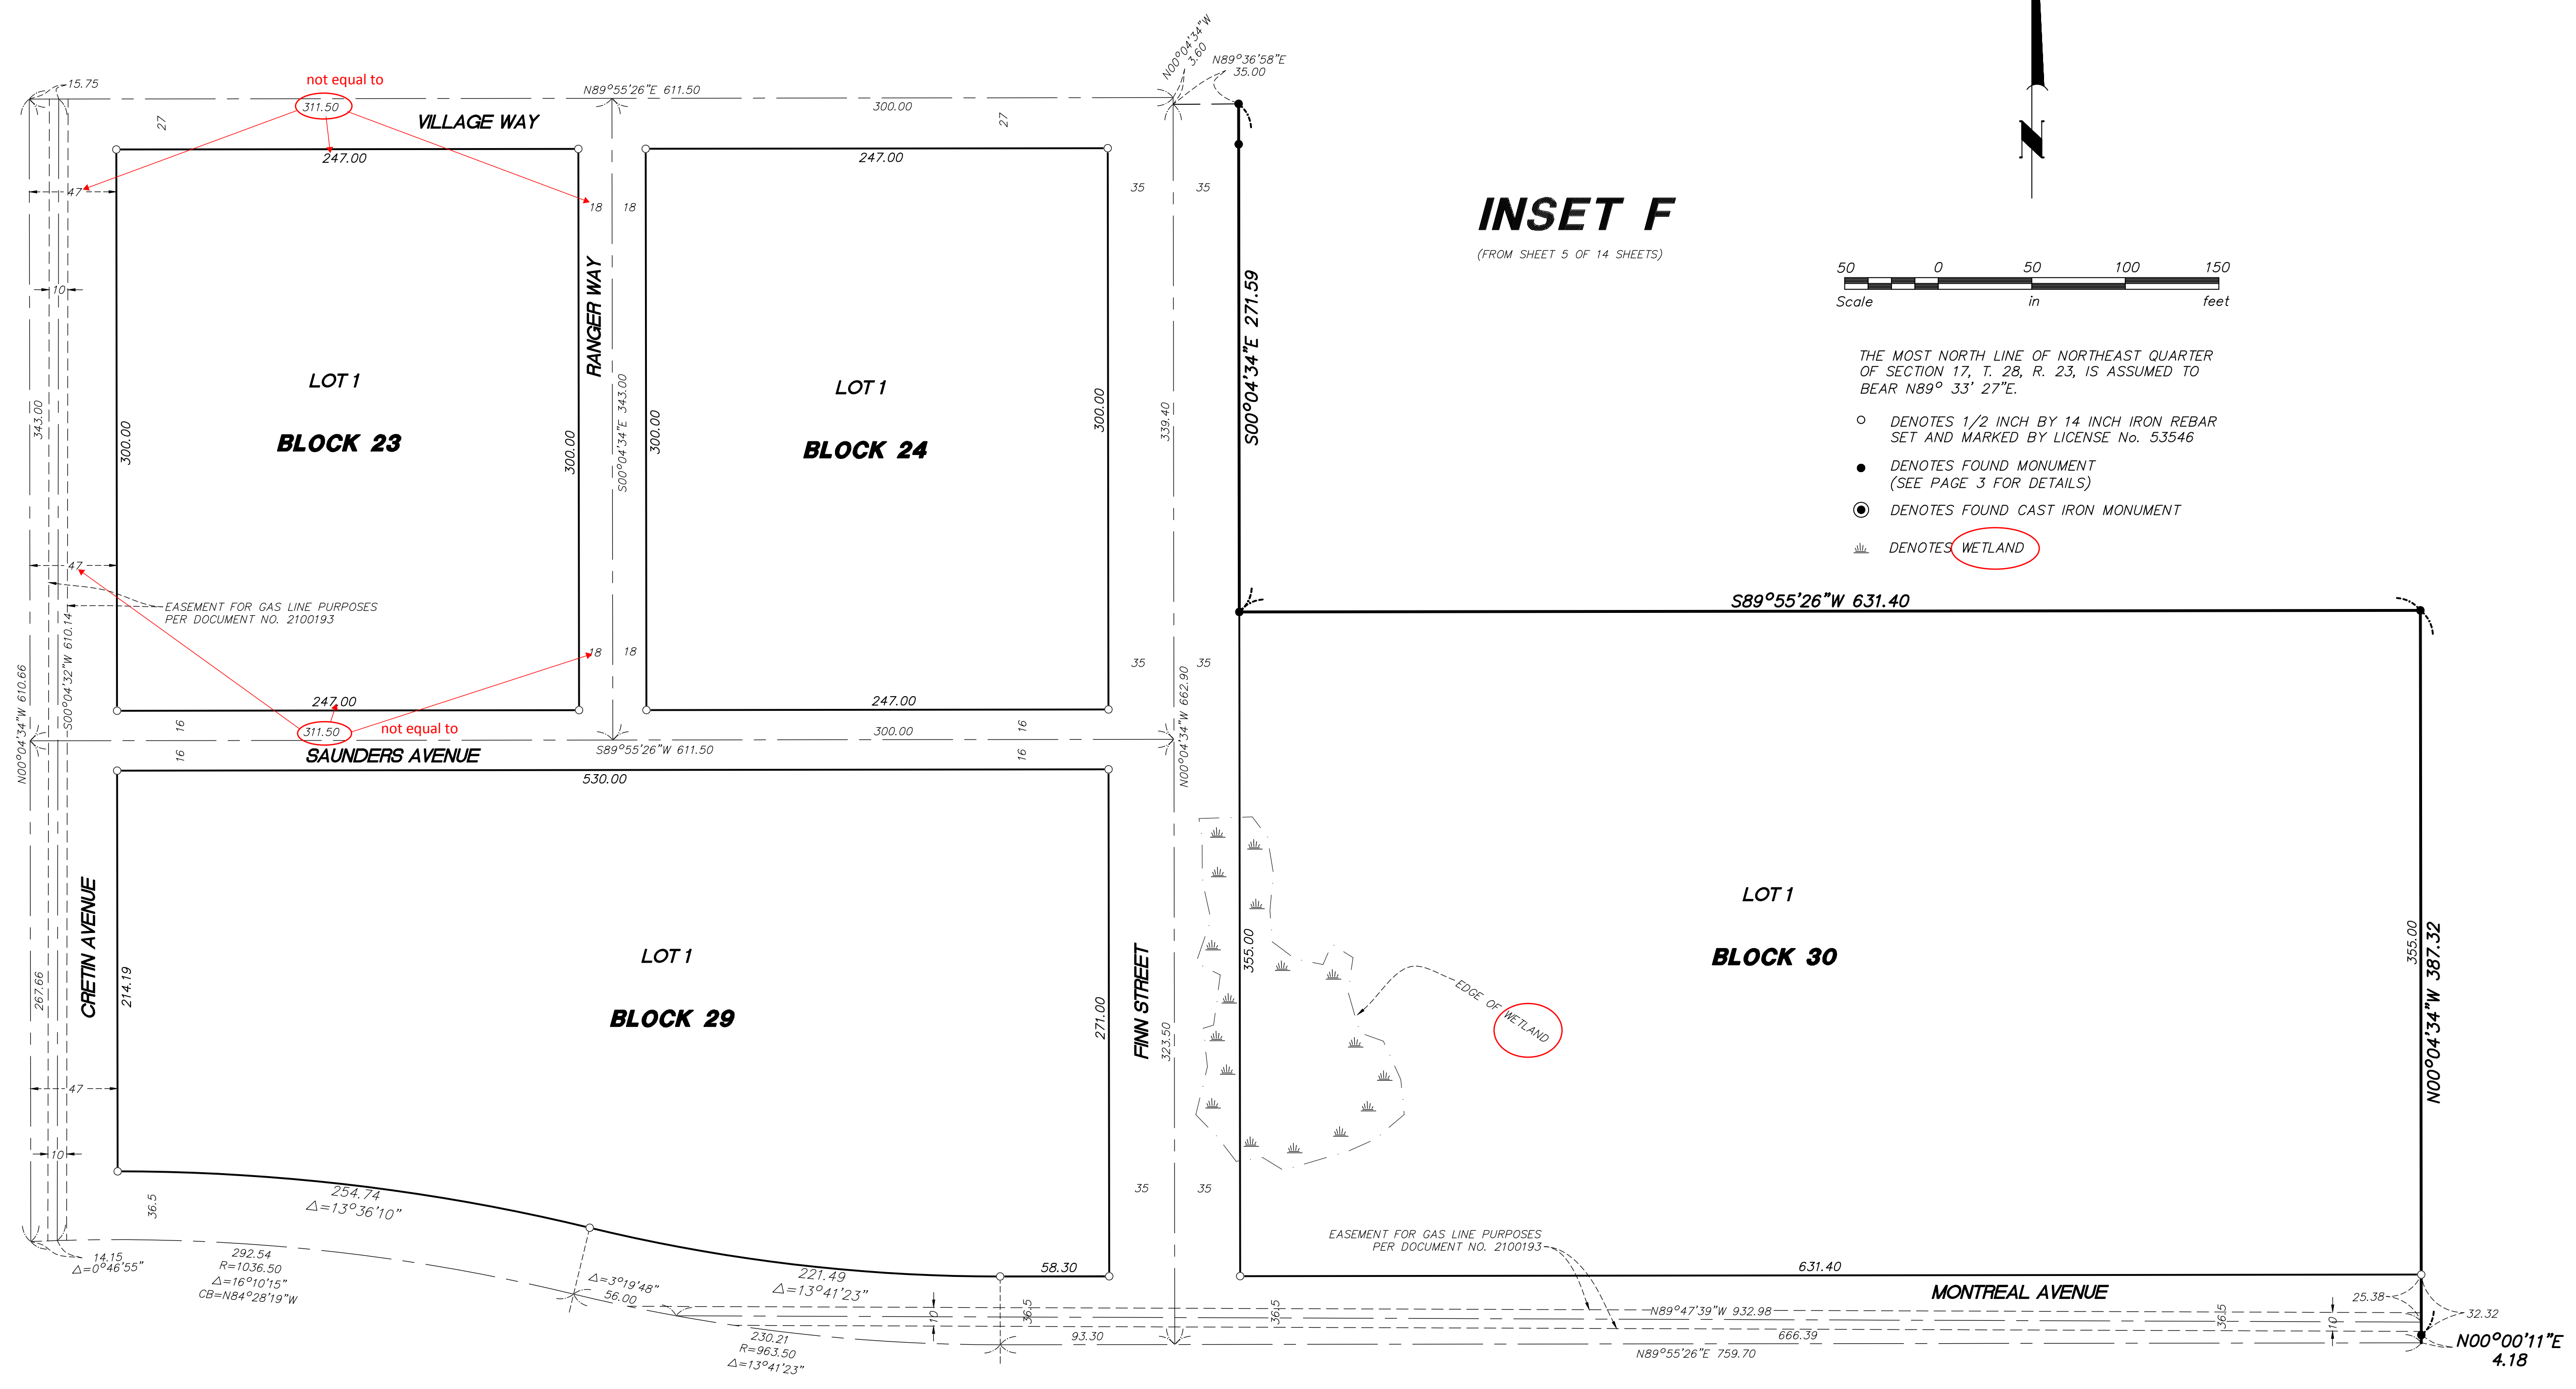 not equal to
15.75
311.50
N89°55'26"E 611.50
300.00
N00°04'34"W
3.60
N89°36'58"E
35.00
27
VILLAGE WAY
27
247.00
247.00
47
18
18
35
35
10
RANGER WAY
S00°04'34"E 343.00
343.00
300.00
300.00
300.00
300.00
339.40
S00°04'34"E 271.59
LOT 1
BLOCK 23
LOT 1
BLOCK 24
INSET F
(FROM SHEET 5 OF 14 SHEETS)
N
50 0 50 100 150
Scale in feet
THE MOST NORTH LINE OF NORTHEAST QUARTER
OF SECTION 17, T. 28, R. 23, IS ASSUMED TO
BEAR N89° 33' 27"E.
DENOTES 1/2 INCH BY 14 INCH IRON REBAR
SET AND MARKED BY LICENSE No. 53546
DENOTES FOUND MONUMENT
(SEE PAGE 3 FOR DETAILS)
DENOTES FOUND CAST IRON MONUMENT
DENOTES WETLAND
47
EASEMENT FOR GAS LINE PURPOSES
PER DOCUMENT NO. 2100193
N00°04'34"W 610.66
S00°04'32"W 610.14
18
18
35
35
N00°04'34"W 662.90
247.00
247.00
16
311.50
not equal to
300.00
16
S89°55'26"W 611.50
16
SAUNDERS AVENUE
16
530.00
S89°55'26"W 631.40
CRETIN AVENUE
267.66
214.19
47
10
LOT 1
BLOCK 29
271.00
FINN STREET
323.50
355.00
EDGE OF WETLAND
LOT 1
BLOCK 30
355.00
N00°04'34"W 387.32
35
35
36.5
254.74
△=13°36'10"
14.15
△=0°46'55"
292.54
R=1036.50
△=16°10'15"
CB=N84°28'19"W
△=3°19'48"
56.00
221.49
△=13°41'23"
58.30
230.21
R=963.50
△=13°41'23"
10
36.5
93.30
36.5
EASEMENT FOR GAS LINE PURPOSES
PER DOCUMENT NO. 2100193
631.40
MONTREAL AVENUE
N89°47'39"W 932.98
666.39
N89°55'26"E 759.70
36.5
10
25.38
32.32
N00°00'11"E
4.18